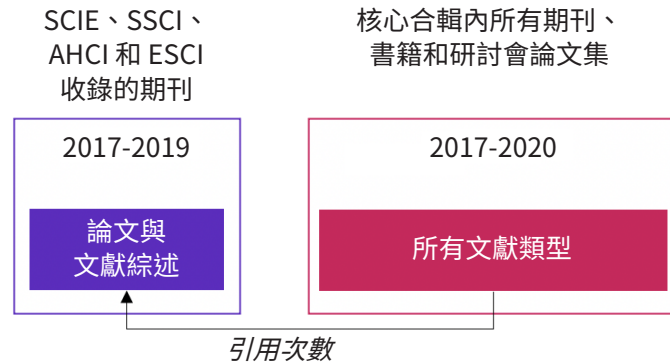 SCIE、SSCI、
AHCI 和 ESCI
收錄的期刊
核心合輯內所有期刊、
書籍和研討會論文集
2017-2019
論文與
文獻綜述
2017-2020
所有文獻類型
引用次數